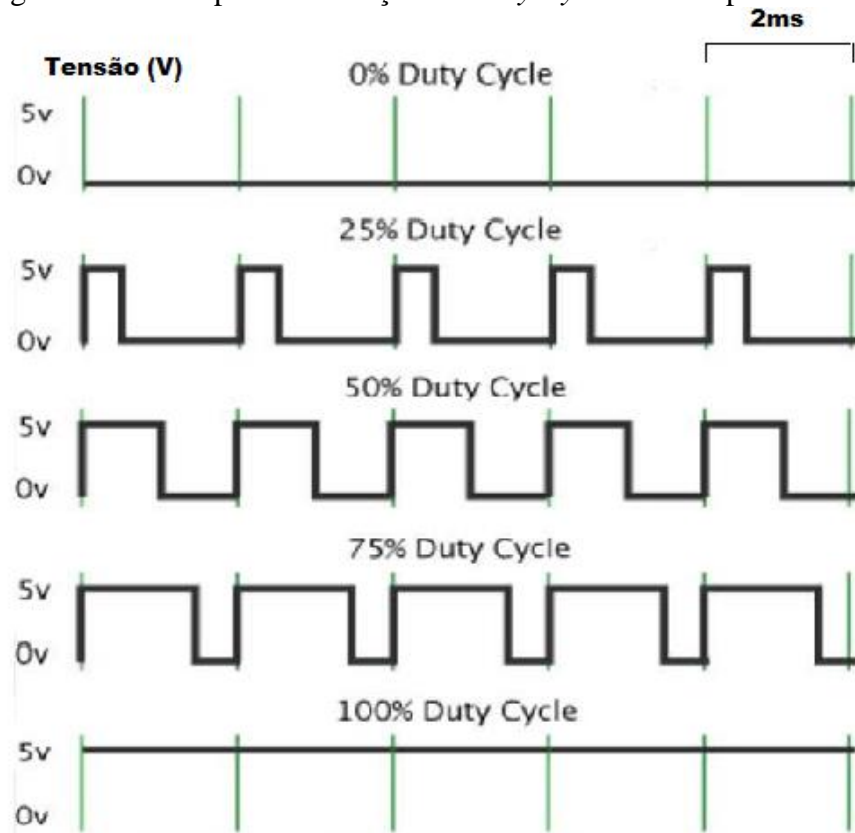 2ms
Tensão (V)
0% Duty Cycle
5v
0v
25% Duty Cycle
5v
0v
50% Duty Cycle
5v
0v
75% Duty Cycle
5v
0v
100% Duty Cycle
5v
0v